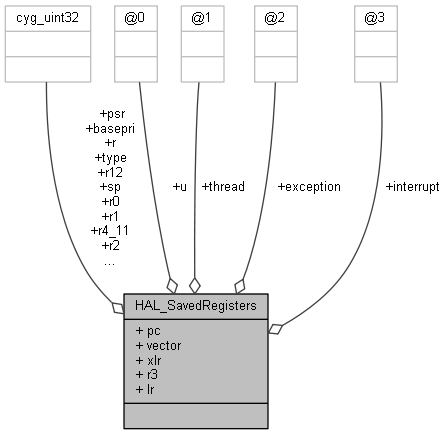 cyg_uint32
@0
@1
@2
@3
+psr
+basepri
+r
+type
+r12
+sp
+r0
+r1
+r4_11
+r2
...
+u
+thread
+exception
+interrupt
HAL_SavedRegisters
+ pc
+ vector
+ xlr
+ r3
+ lr